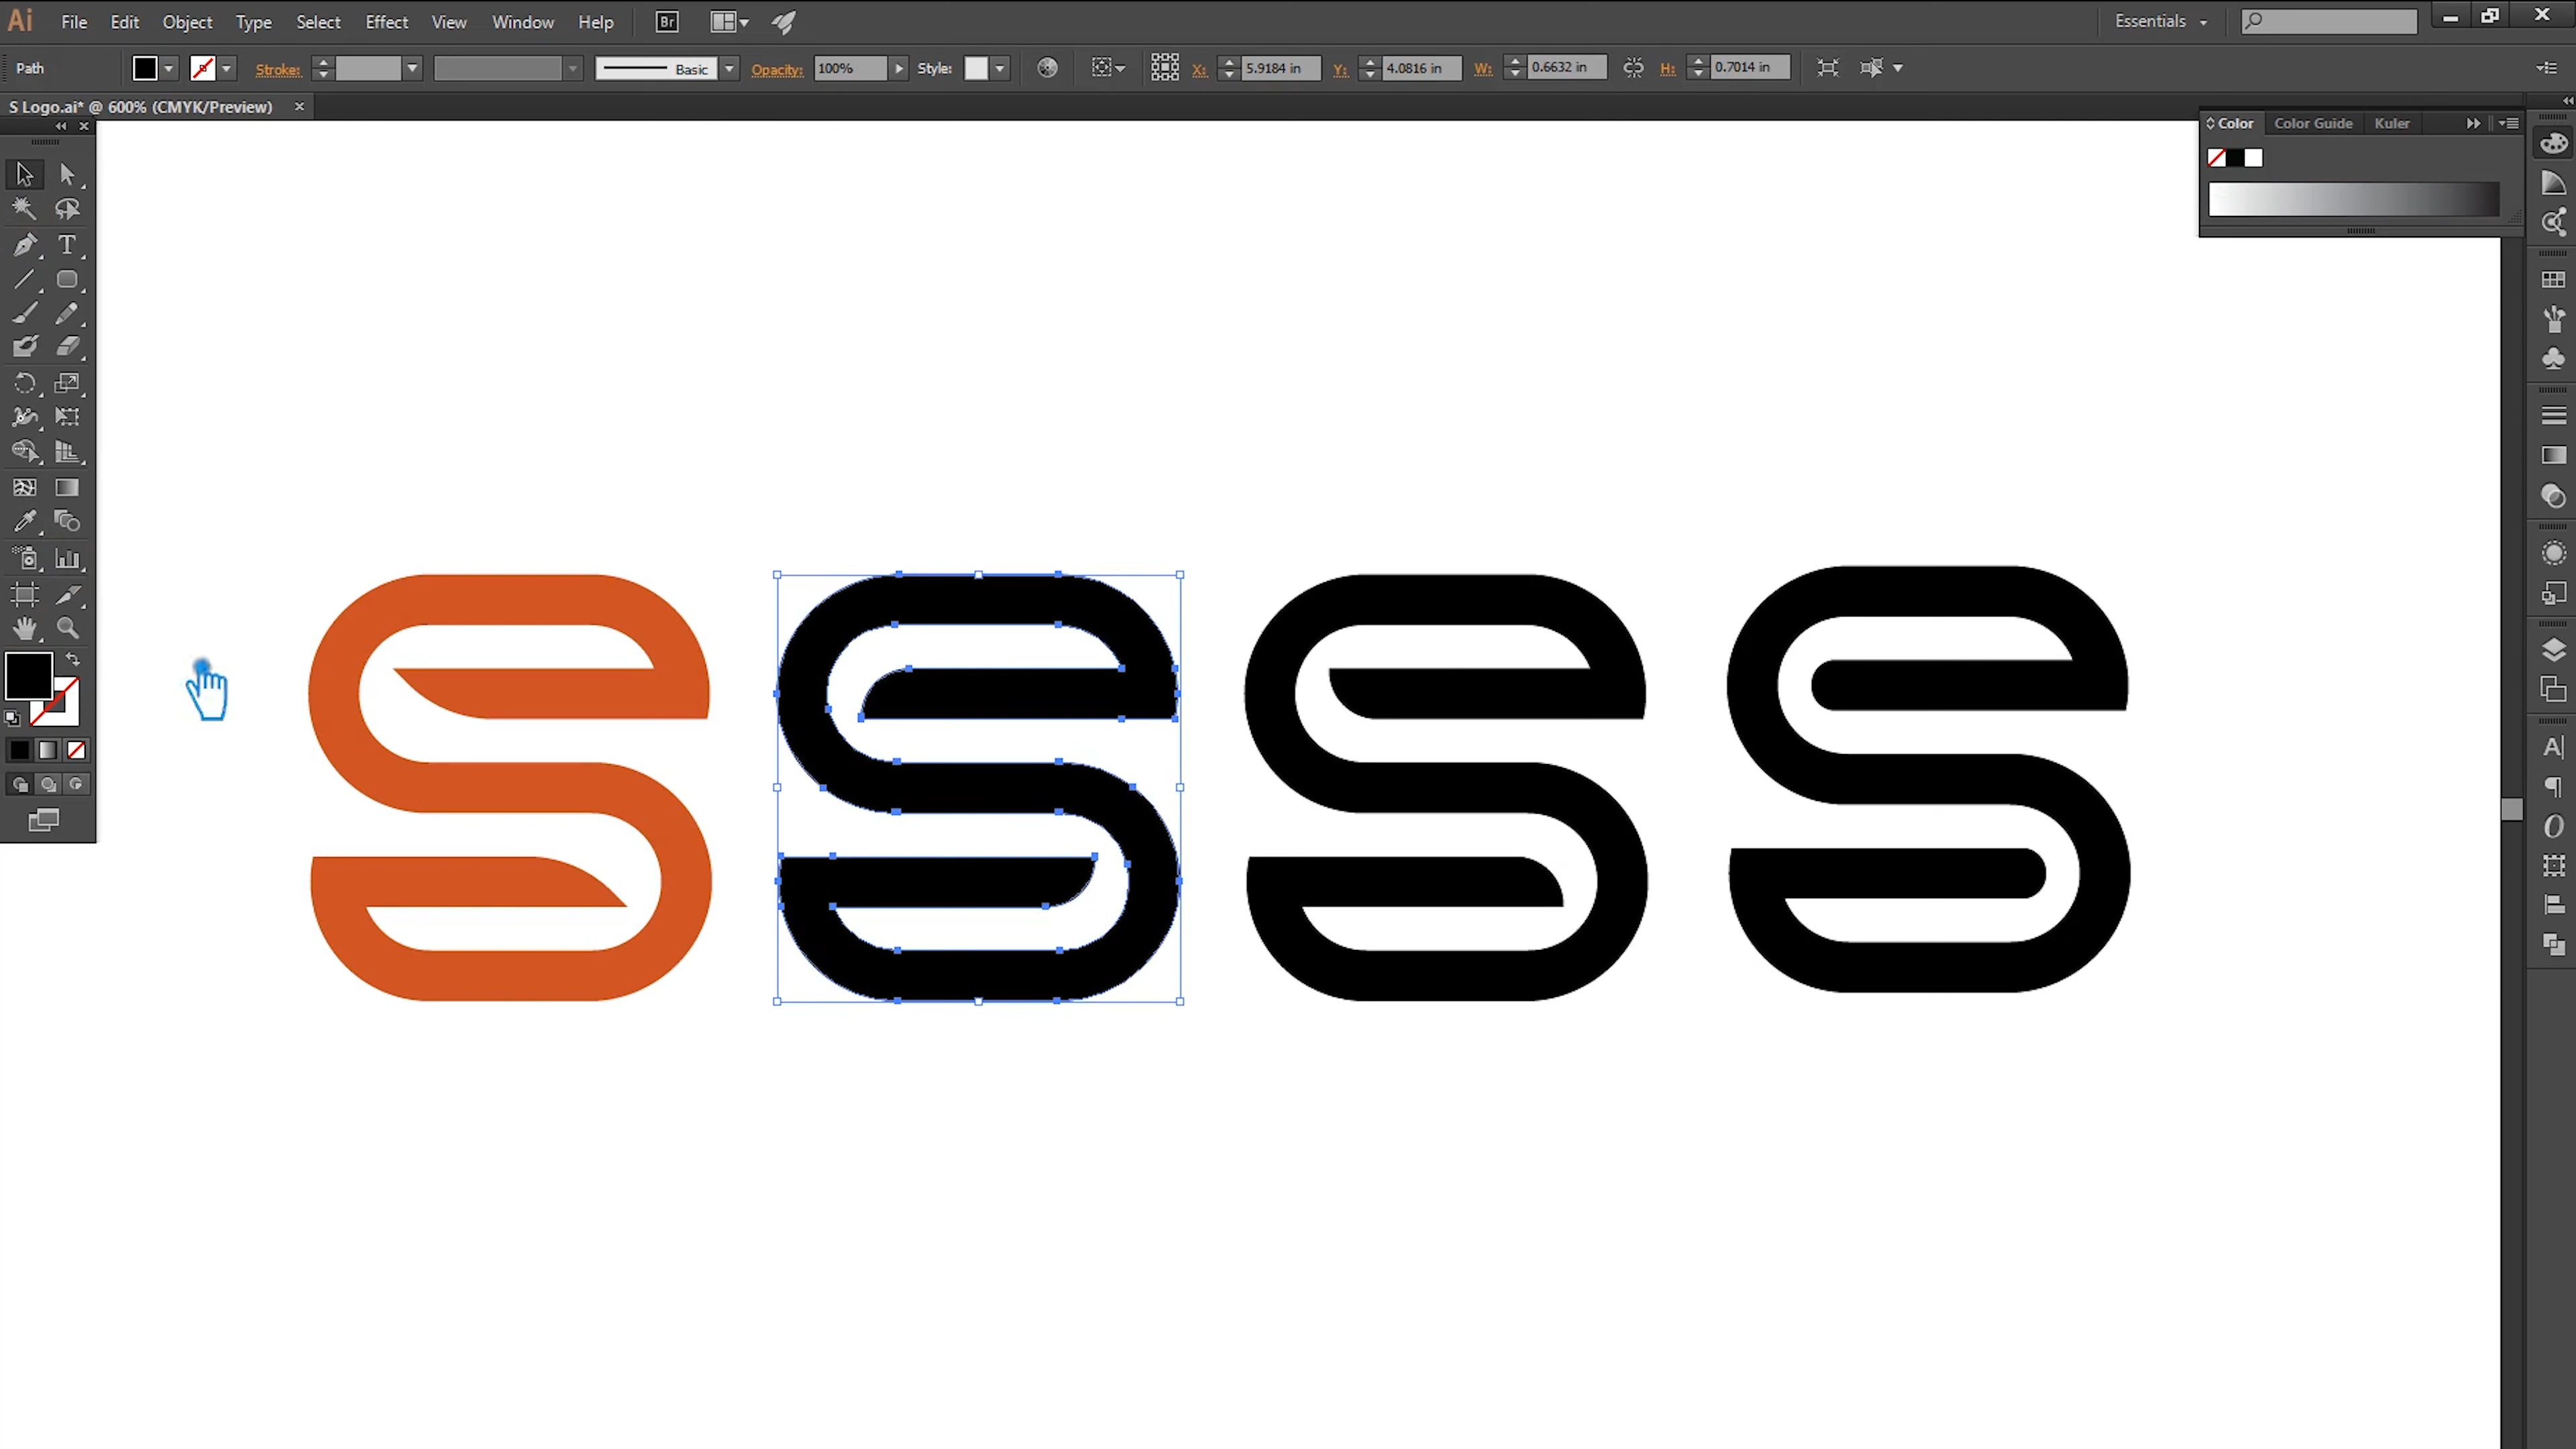 Ai File Edit Object Type Select Effect View Window Help Br Essentials
Path Stroke: Basic Opacity: 100% Style: X: 5.9184 in Y: 4.0816 in W: 0.6632 in H: 0.7014 in
S Logo.ai* @ 600% (CMYK/Preview)
Color Color Guide Kuler
S S S S